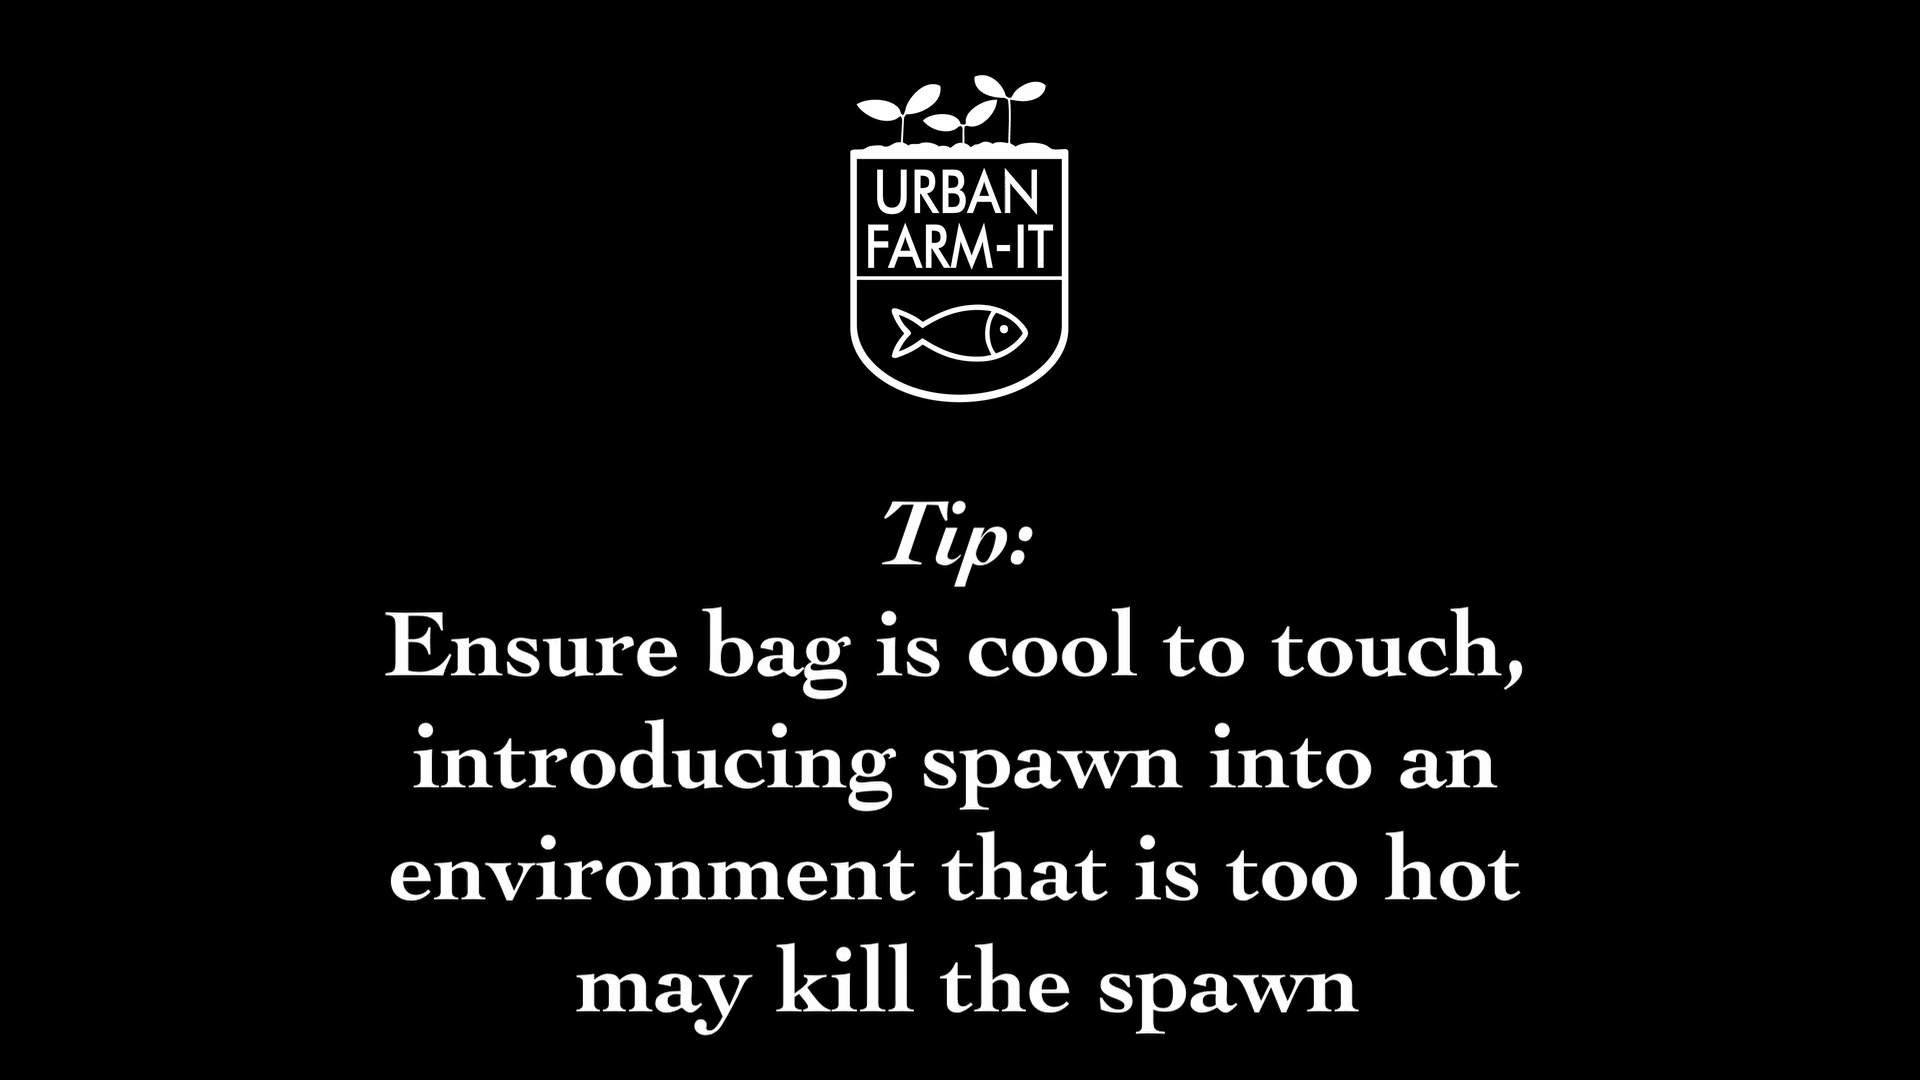 URBAN
FARM-IT
Tip:
Ensure bag is cool to touch,
introducing spawn into an
environment that is too hot
may kill the spawn